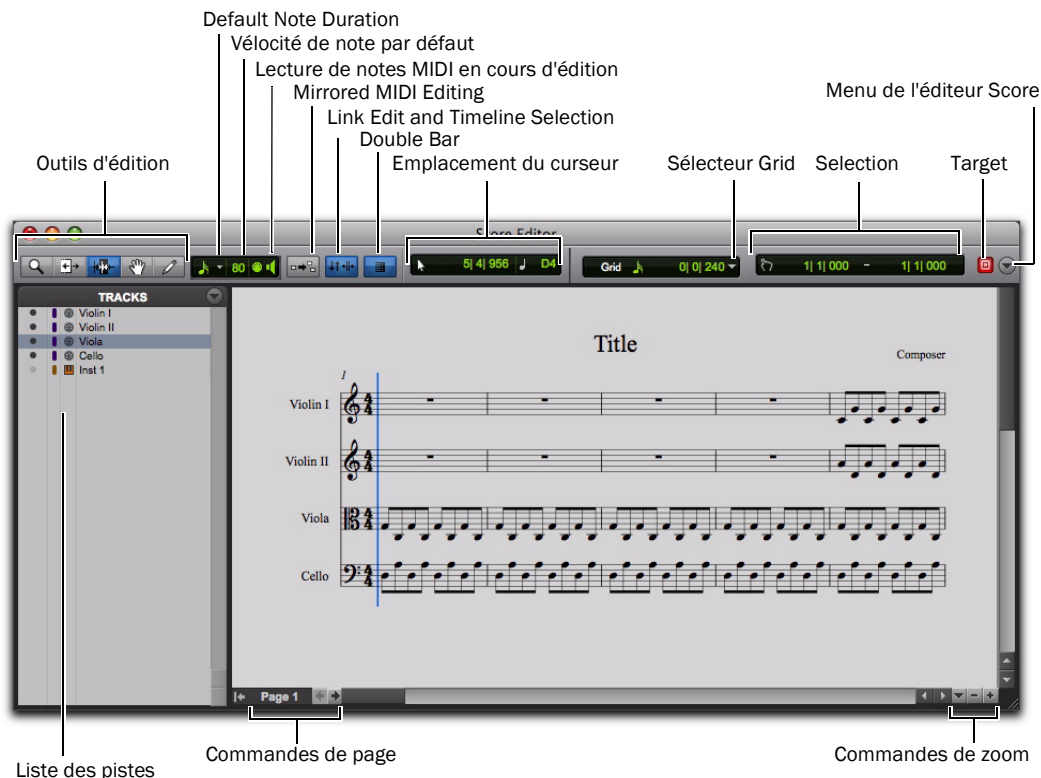 Default Note Duration
Vélocité de note par défaut
Lecture de notes MIDI en cours d'édition
Mirrored MIDI Editing
Menu de l'éditeur Score
Link Edit and Timeline Selection
Double Bar
Outils d'édition
Emplacement du curseur
Sélecteur Grid
Selection
Target
Score Editor
80
5| 4| 956
D4
Grid
0| 0| 240
1| 1| 000 - 1| 1| 000
TRACKS
Violin I
Violin II
Viola
Cello
Inst 1
Title
Composer
1
Violin I
Violin II
Viola
Cello
Page 1
Commandes de page
Commandes de zoom
Liste des pistes